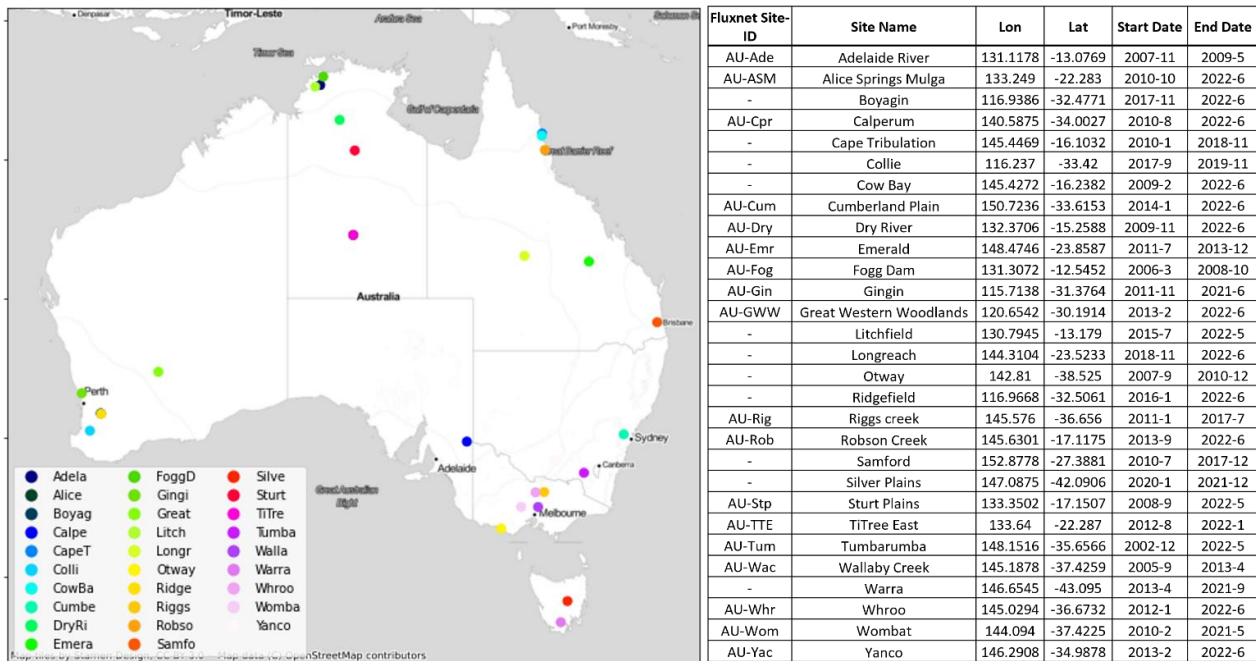 Denpasar
Timor-Leste
Arafura Sea
Port Moresby
Solomon Se
Timor Sea
Gulf of Carpentaria
Great Barrier Reef
Australia
Brisbane
Perth
Sydney
Adelaide
Canberra
Great Australian
Bight
Melbourne
Adela FoggD Silve
Alice Gingi Sturt
Boyag Great TiTre
Calpe Litch Tumba
CapeT Longr Walla
Colli Otway Warra
CowBa Ridge Whroo
Cumbe Riggs Womba
DryRi Robso Yanco
Emera Samfo
Map tiles by Stamen Design, CC BY 3.0 -- Map data (C) OpenStreetMap contributors
Fluxnet Site-
ID Site Name Lon Lat Start Date End Date
AU-Ade Adelaide River 131.1178 -13.0769 2007-11 2009-5
AU-ASM Alice Springs Mulga 133.249 -22.283 2010-10 2022-6
- Boyagin 116.9386 -32.4771 2017-11 2022-6
AU-Cpr Calperum 140.5875 -34.0027 2010-8 2022-6
- Cape Tribulation 145.4469 -16.1032 2010-1 2018-11
- Collie 116.237 -33.42 2017-9 2019-11
- Cow Bay 145.4272 -16.2382 2009-2 2022-6
AU-Cum Cumberland Plain 150.7236 -33.6153 2014-1 2022-6
AU-Dry Dry River 132.3706 -15.2588 2009-11 2022-6
AU-Emr Emerald 148.4746 -23.8587 2011-7 2013-12
AU-Fog Fogg Dam 131.3072 -12.5452 2006-3 2008-10
AU-Gin Gingin 115.7138 -31.3764 2011-11 2021-6
AU-GWW Great Western Woodlands 120.6542 -30.1914 2013-2 2022-6
- Litchfield 130.7945 -13.179 2015-7 2022-5
- Longreach 144.3104 -23.5233 2018-11 2022-6
- Otway 142.81 -38.525 2007-9 2010-12
- Ridgefield 116.9668 -32.5061 2016-1 2022-6
AU-Rig Riggs creek 145.576 -36.656 2011-1 2017-7
AU-Rob Robson Creek 145.6301 -17.1175 2013-9 2022-6
- Samford 152.8778 -27.3881 2010-7 2017-12
- Silver Plains 147.0875 -42.0906 2020-1 2021-12
AU-Stp Sturt Plains 133.3502 -17.1507 2008-9 2022-5
AU-TTE TiTree East 133.64 -22.287 2012-8 2022-1
AU-Tum Tumbarumba 148.1516 -35.6566 2002-12 2022-5
AU-Wac Wallaby Creek 145.1878 -37.4259 2005-9 2013-4
- Warra 146.6545 -43.095 2013-4 2021-9
AU-Whr Whroo 145.0294 -36.6732 2012-1 2022-6
AU-Wom Wombat 144.094 -37.4225 2010-2 2021-5
AU-Yac Yanco 146.2908 -34.9878 2013-2 2022-6